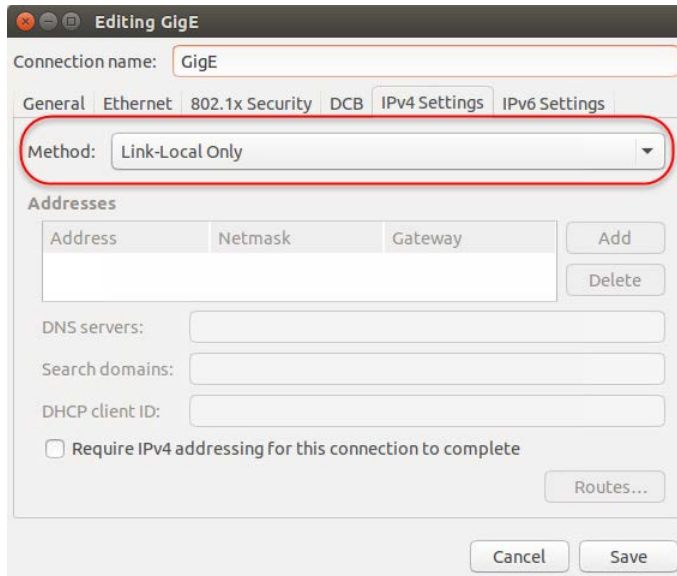 Editing GigE
Connection name: GigE
General Ethernet 802.1x Security DCB IPv4 Settings IPv6 Settings
Method: Link-Local Only
Addresses
Address Netmask Gateway Add
Delete
DNS servers:
Search domains:
DHCP client ID:
Require IPv4 addressing for this connection to complete
Routes...
Cancel Save